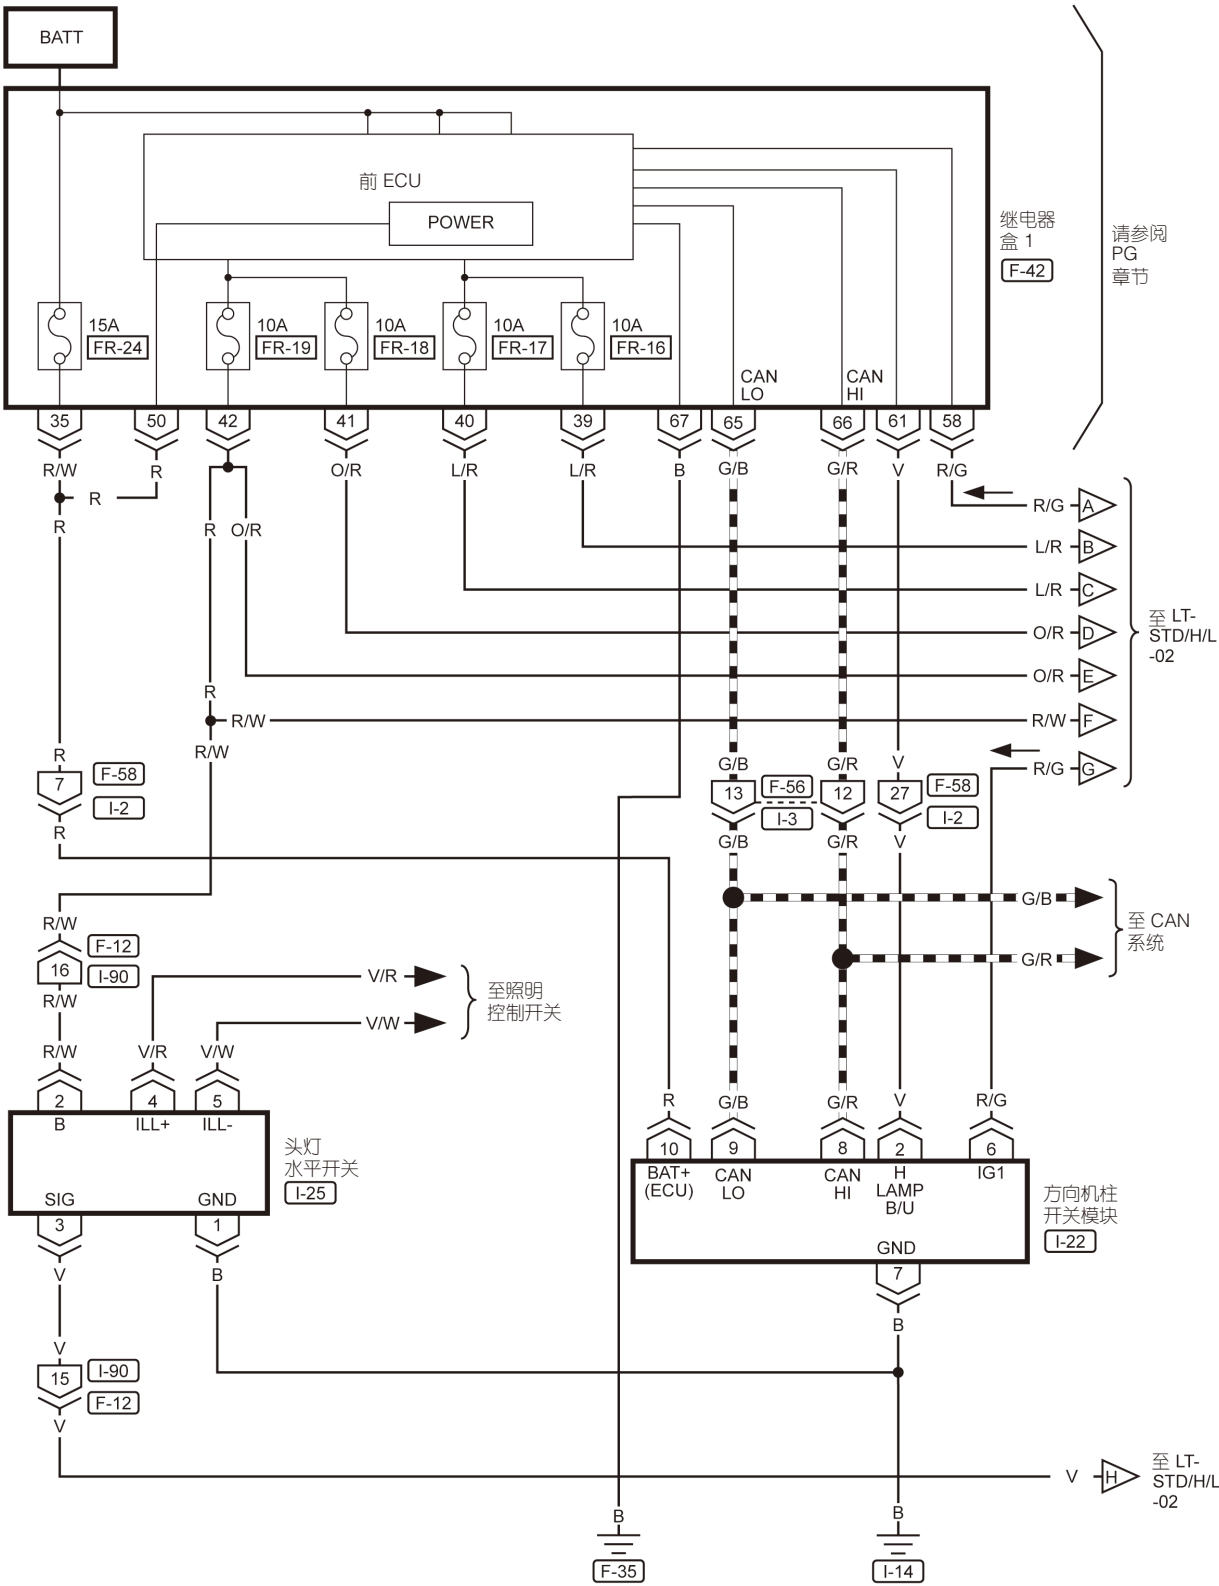 BATT
前 ECU
POWER
继电器
盒 1
F-42
请参阅
PG
章节
15A
FR-24
10A
FR-19
10A
FR-18
10A
FR-17
10A
FR-16
CAN
LO
CAN
HI
35
50
42
41
40
39
67
65
66
61
58
R/W
R
O/R
L/R
L/R
B
G/B
G/R
V
R/G
R
R
R
O/R
R/G
A
L/R
B
L/R
C
O/R
D
O/R
E
R
R/W
R/W
F
R/W
R/G
G
至 LT-
STD/H/L
-02
R
7
F-58
I-2
R
G/B
G/R
V
13
F-56
I-3
12
27
F-58
I-2
G/B
G/R
V
G/B
G/R
至 CAN
系统
R/W
F-12
16
I-90
R/W
V/R
V/W
至照明
控制开关
R/W
V/R
V/W
2
4
5
B
ILL+
ILL-
SIG
GND
头灯
水平开关
I-25
3
1
V
B
R
G/B
G/R
V
R/G
10
9
8
2
6
BAT+
(ECU)
CAN
LO
CAN
HI
H
LAMP
B/U
IG1
GND
方向机柱
开关模块
I-22
7
B
V
15
I-90
F-12
V
V
H
至 LT-
STD/H/L
-02
B
B
F-35
I-14